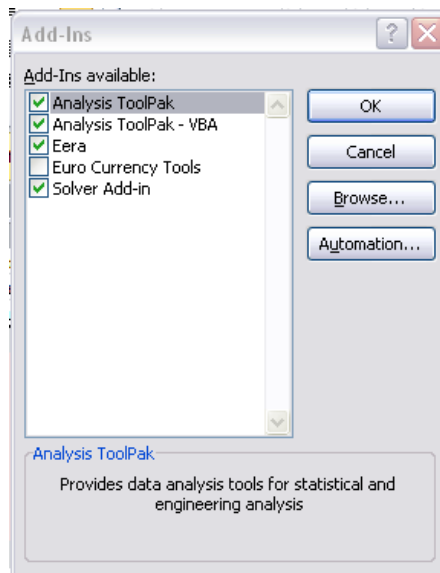 Add-Ins
?
Add-Ins available:
Analysis ToolPak
Analysis ToolPak - VBA
Eera
Euro Currency Tools
Solver Add-in
OK
Cancel
Browse...
Automation...
Analysis ToolPak
Provides data analysis tools for statistical and
engineering analysis